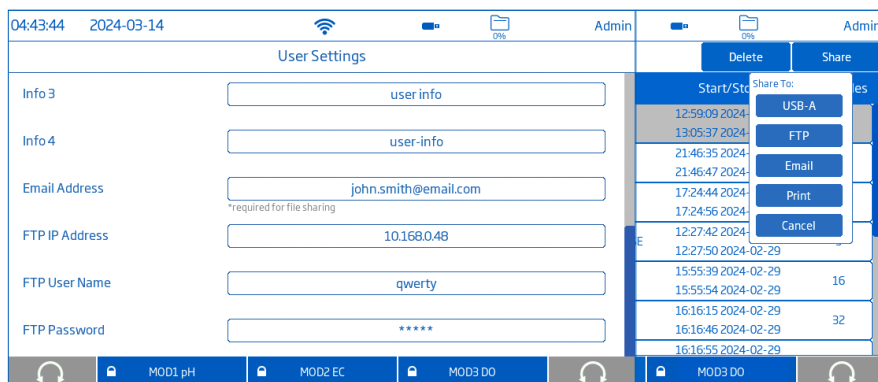 04:43:44 2024-03-14 0% Admin
User Settings
Info 3 user info
Info 4 user-info
Email Address john.smith@email.com
*required for file sharing
FTP IP Address 10.168.0.48
FTP User Name qwerty
FTP Password *****
MOD1 pH MOD2 EC MOD3 DO
0% Admin
Delete Share
Start/Sto
Share To:
USB-A
FTP
Email
Print
Cancel
12:59:09 2024-
13:05:37 2024-
21:46:35 2024-
21:46:47 2024-
17:24:44 2024-
17:24:56 2024-
12:27:42 2024-
12:27:50 2024-02-29
15:55:39 2024-02-29
15:55:54 2024-02-29 16
16:16:15 2024-02-29
16:16:46 2024-02-29 32
16:16:55 2024-02-29
MOD3 DO